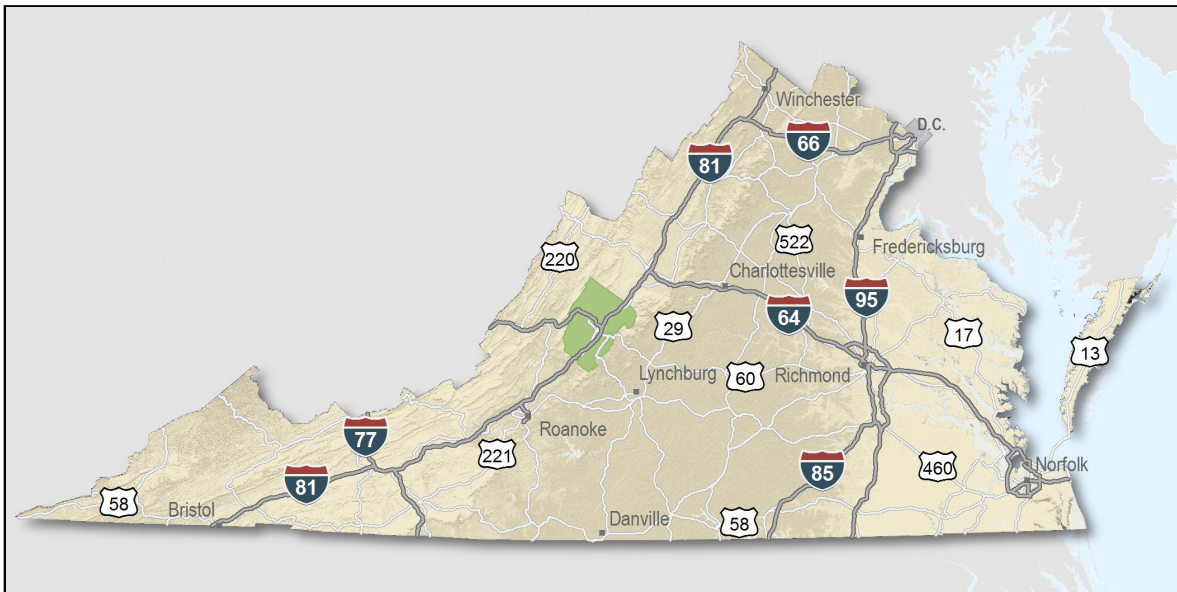 Winchester
D.C.
66
81
522
Fredericksburg
220
Charlottesville
95
64
29
17
13
Lynchburg
60
Richmond
77
Roanoke
221
81
85
460
Norfolk
58
Bristol
Danville
58